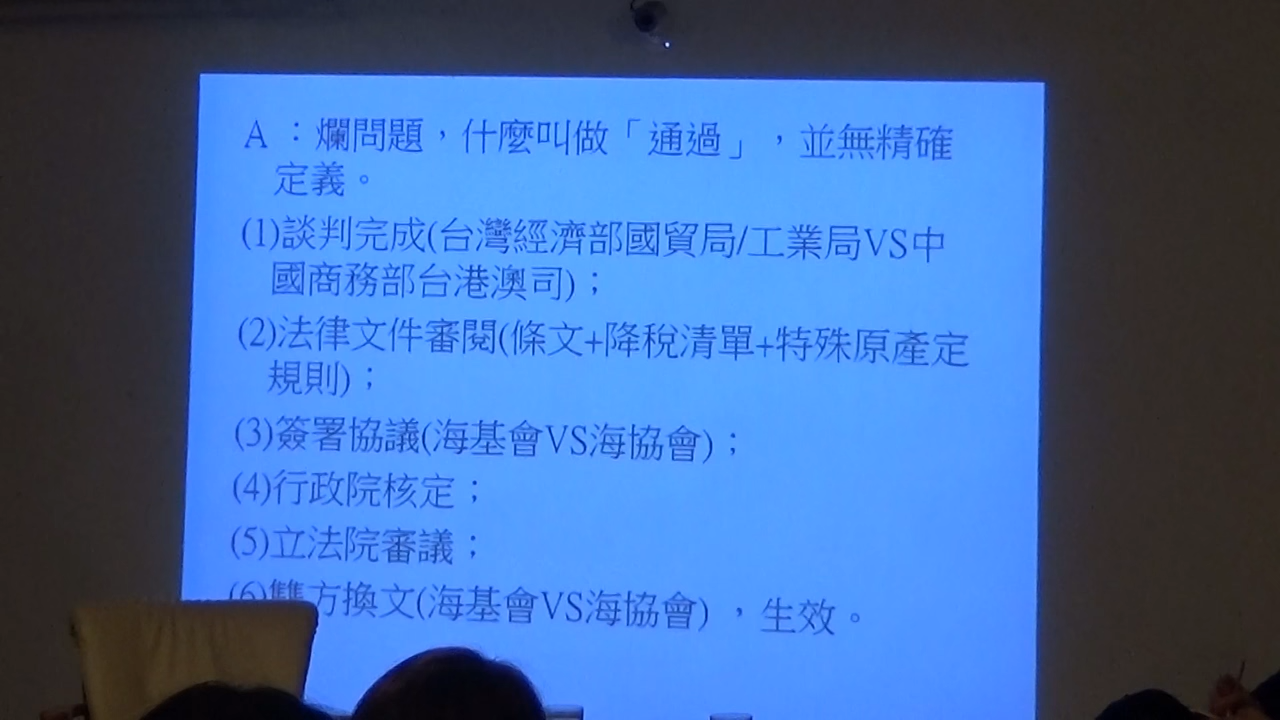 A：爛問題，什麼叫做「通過」，並無精確
定義。
(1)談判完成(台灣經濟部國貿局/工業局VS中
國商務部台港澳司)；
(2)法律文件審閱(條文+降稅清單+特殊原產定
規則)；
(3)簽署協議(海基會VS海協會)；
(4)行政院核定；
(5)立法院審議；
(6)雙方換文(海基會VS海協會) ，生效。